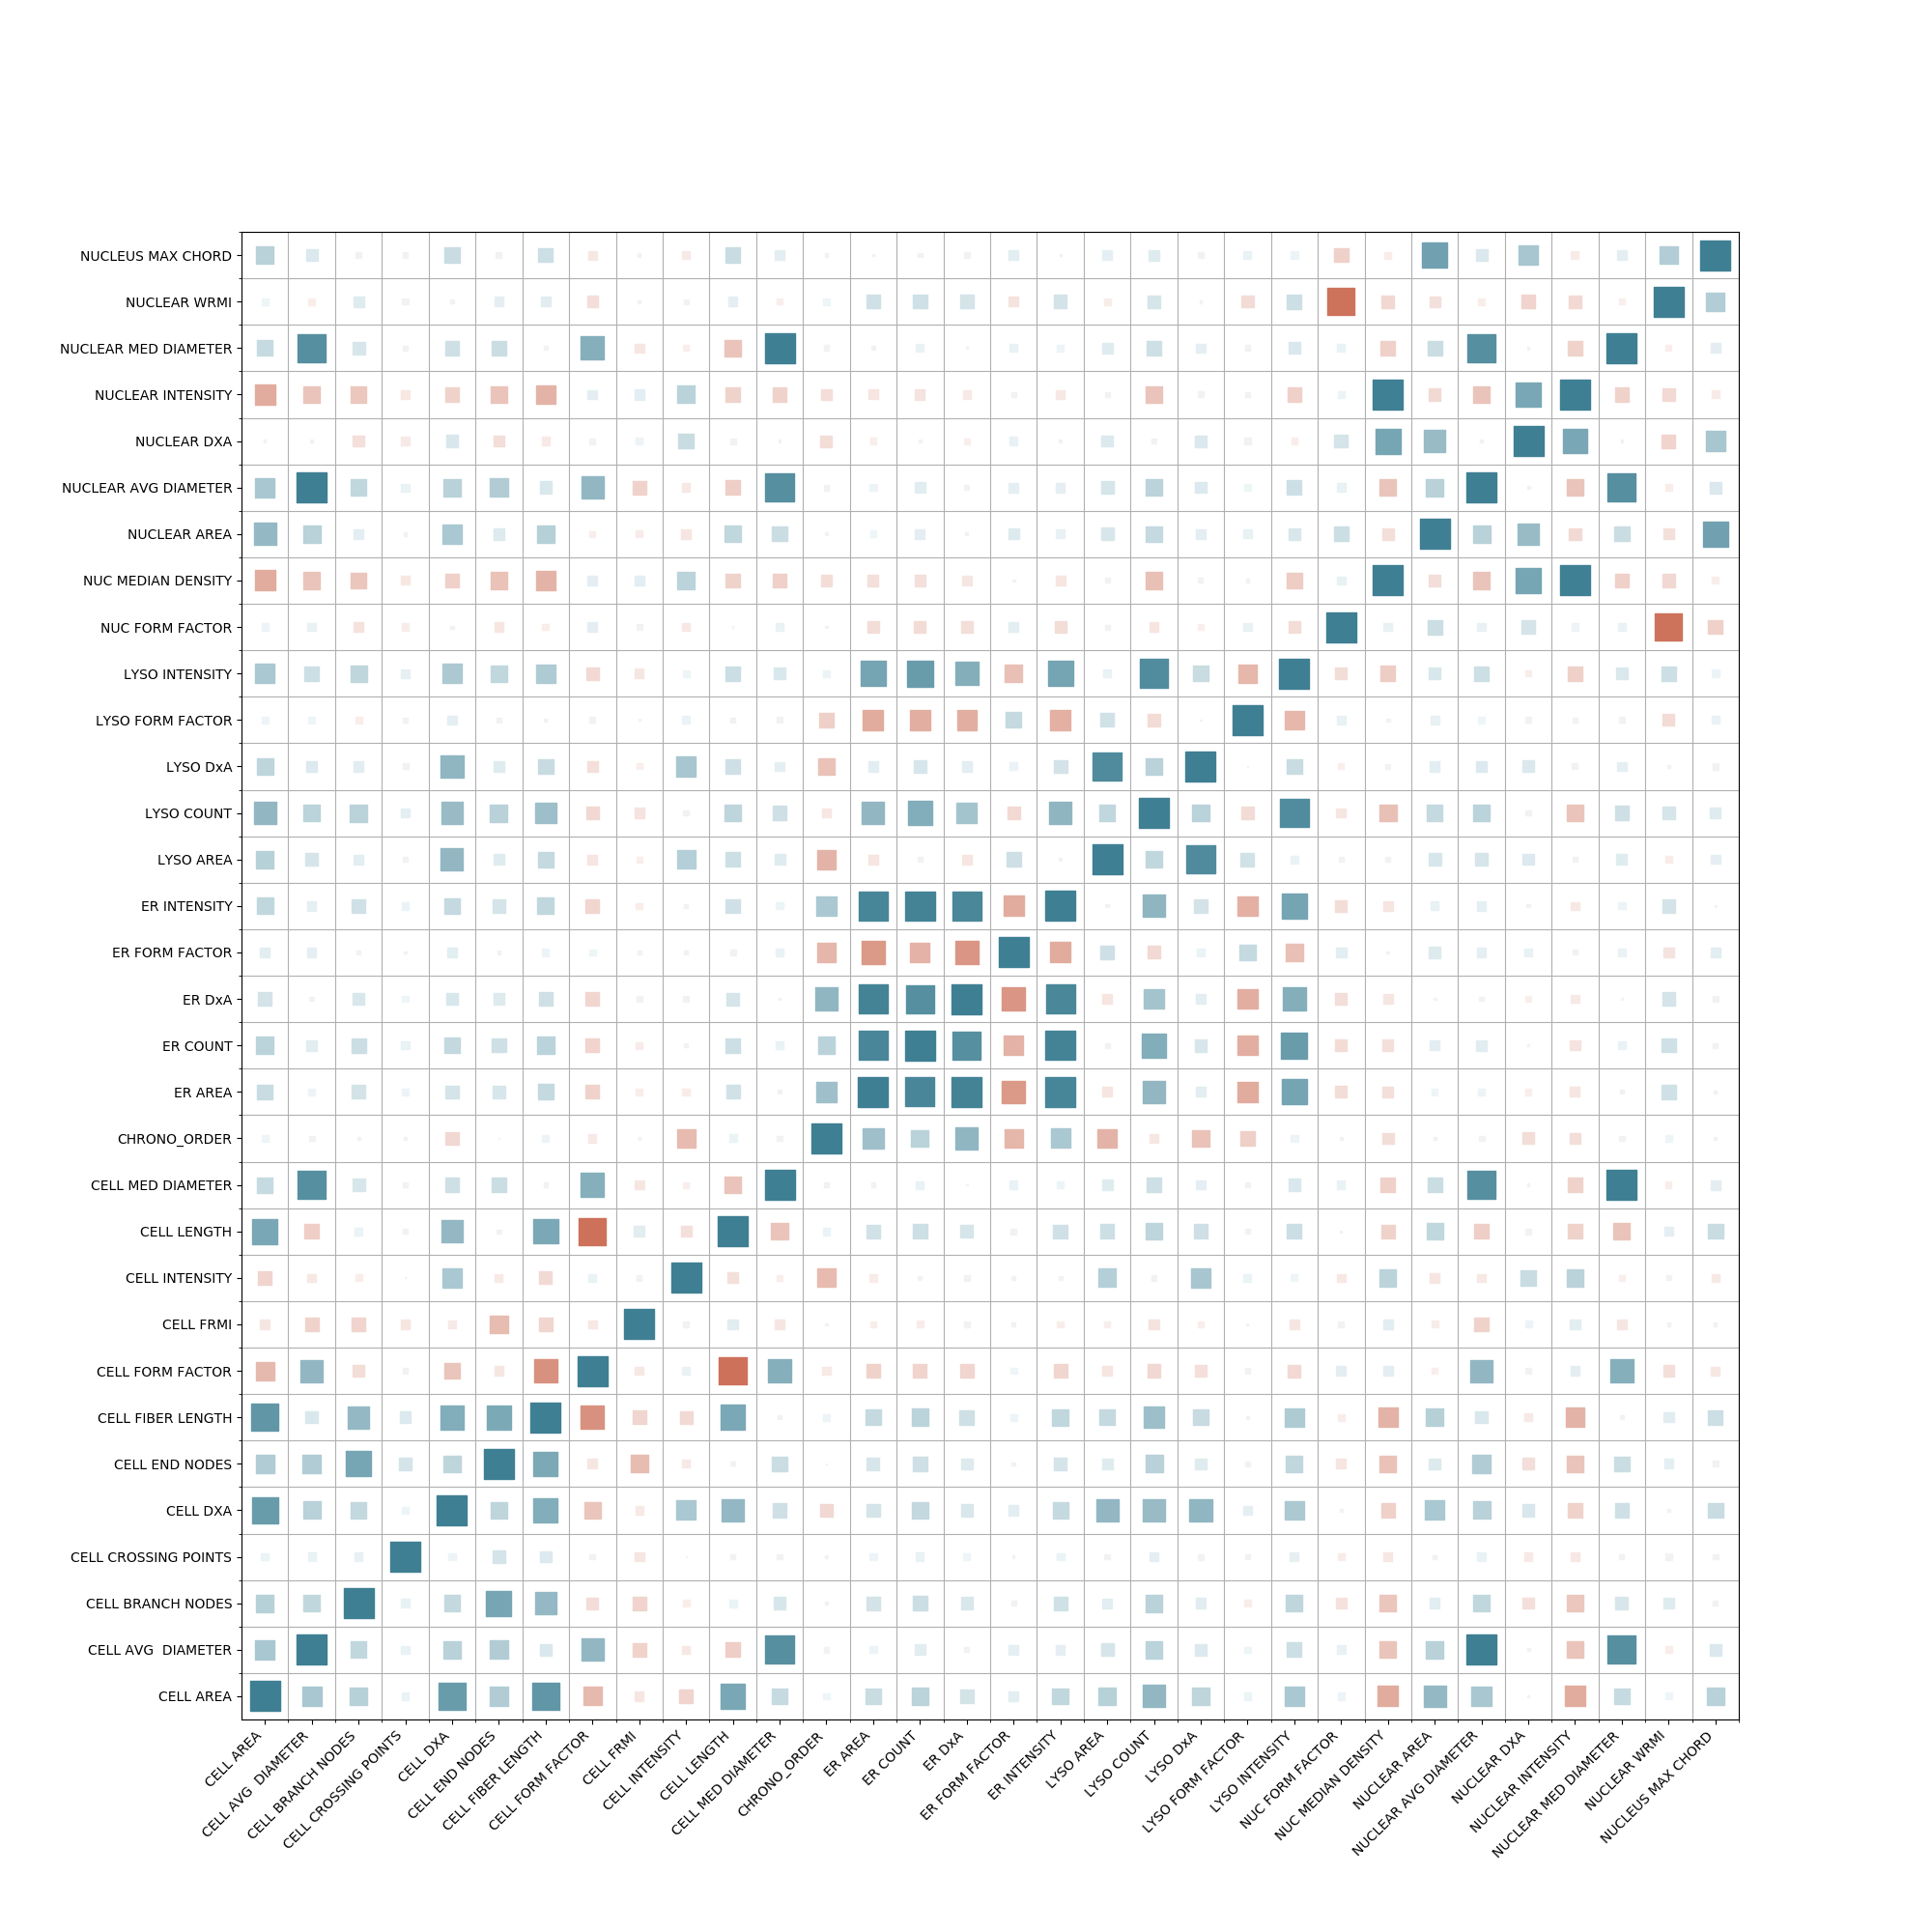 NUCLEUS MAX CHORD
NUCLEAR WRMI
NUCLEAR MED DIAMETER
NUCLEAR INTENSITY
NUCLEAR DXA
NUCLEAR AVG DIAMETER
NUCLEAR AREA
NUC MEDIAN DENSITY
NUC FORM FACTOR
LYSO INTENSITY
LYSO FORM FACTOR
LYSO DxA
LYSO COUNT
LYSO AREA
ER INTENSITY
ER FORM FACTOR
ER DxA
ER COUNT
ER AREA
CHRONO_ORDER
CELL MED DIAMETER
CELL LENGTH
CELL INTENSITY
CELL FRMI
CELL FORM FACTOR
CELL FIBER LENGTH
CELL END NODES
CELL DXA
CELL CROSSING POINTS
CELL BRANCH NODES
CELL AVG  DIAMETER
CELL AREA
CELL AREA
CELL AVG  DIAMETER
CELL BRANCH NODES
CELL CROSSING POINTS
CELL DXA
CELL END NODES
CELL FIBER LENGTH
CELL FORM FACTOR
CELL FRMI
CELL INTENSITY
CELL LENGTH
CELL MED DIAMETER
CHRONO_ORDER
ER AREA
ER COUNT
ER DxA
ER FORM FACTOR
ER INTENSITY
LYSO AREA
LYSO COUNT
LYSO DxA
LYSO FORM FACTOR
LYSO INTENSITY
NUC FORM FACTOR
NUC MEDIAN DENSITY
NUCLEAR AREA
NUCLEAR AVG DIAMETER
NUCLEAR DXA
NUCLEAR INTENSITY
NUCLEAR MED DIAMETER
NUCLEAR WRMI
NUCLEUS MAX CHORD